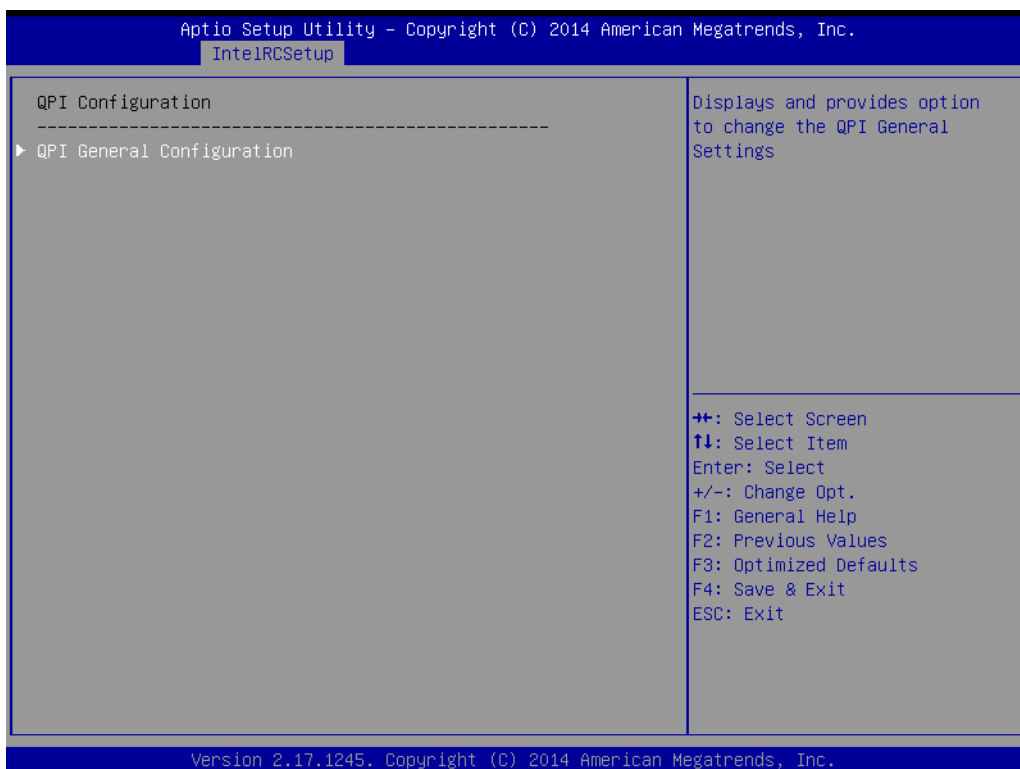 Aptio Setup Utility – Copyright (C) 2014 American Megatrends, Inc.
IntelRCSetup
QPI Configuration
--------------------------------------------------
QPI General Configuration
Displays and provides option
to change the QPI General
Settings
→←: Select Screen
↑↓: Select Item
Enter: Select
+/-: Change Opt.
F1: General Help
F2: Previous Values
F3: Optimized Defaults
F4: Save & Exit
ESC: Exit
Version 2.17.1245. Copyright (C) 2014 American Megatrends, Inc.